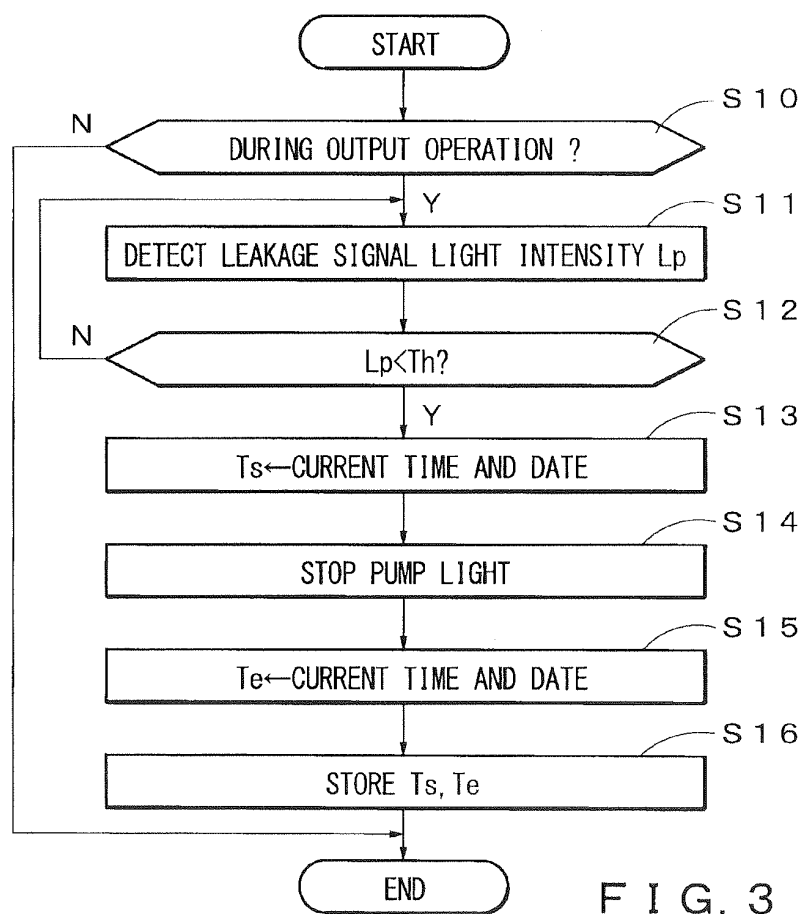 START
S10
N
DURING OUTPUT OPERATION ?
Y
S11
DETECT LEAKAGE SIGNAL LIGHT INTENSITY Lp
S12
N
Lp<Th?
Y
S13
Ts←CURRENT TIME AND DATE
S14
STOP PUMP LIGHT
S15
Te←CURRENT TIME AND DATE
S16
STORE Ts, Te
END
FIG. 3